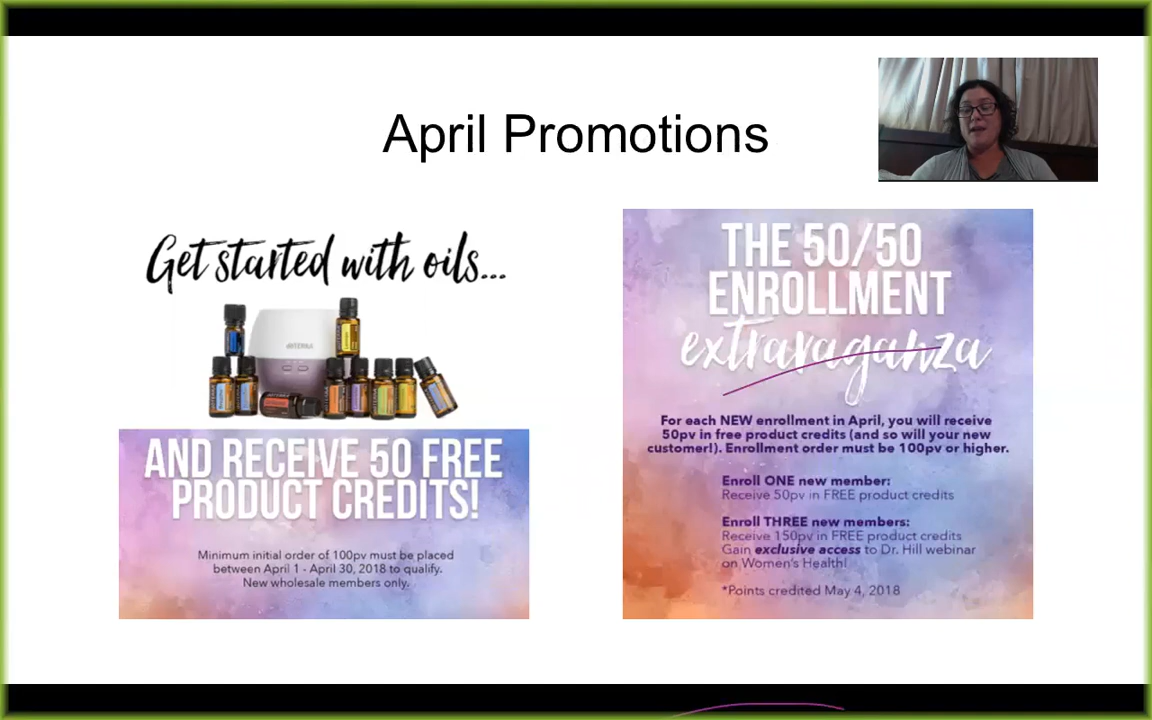 April Promotions
Get started with oils...
dōTERRA
AND RECEIVE 50 FREE
PRODUCT CREDITS!
Minimum initial order of 100pv must be placed
between April 1 - April 30, 2018 to qualify.
New wholesale members only.
THE 50/50
ENROLLMENT
extravaganza
For each NEW enrollment in April, you will receive
50pv in free product credits (and so will your new
customer!). Enrollment order must be 100pv or higher.
Enroll ONE new member:
Receive 50pv in FREE product credits
Enroll THREE new members:
Receive 150pv in FREE product credits
Gain exclusive access to Dr. Hill webinar
on Women's Health!
*Points credited May 4, 2018